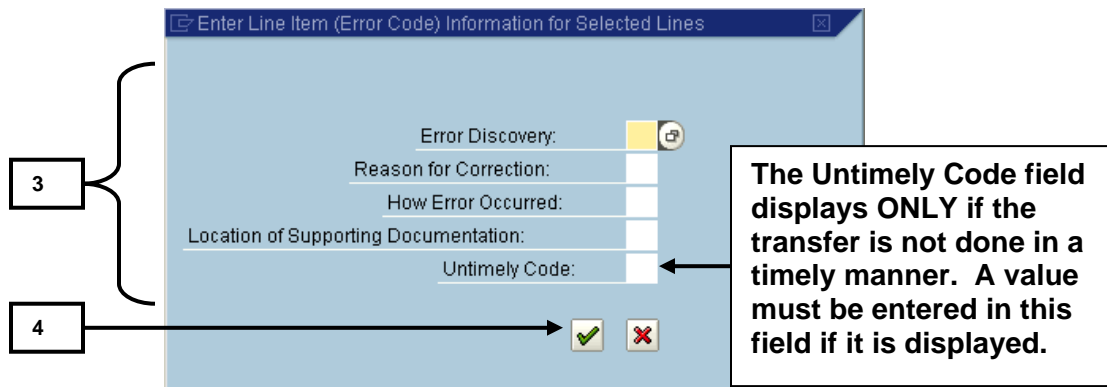 Enter Line Item (Error Code) Information for Selected Lines
3
Error Discovery:
Reason for Correction:
How Error Occurred:
Location of Supporting Documentation:
Untimely Code:
4
The Untimely Code field
displays ONLY if the
transfer is not done in a
timely manner.  A value
must be entered in this
field if it is displayed.